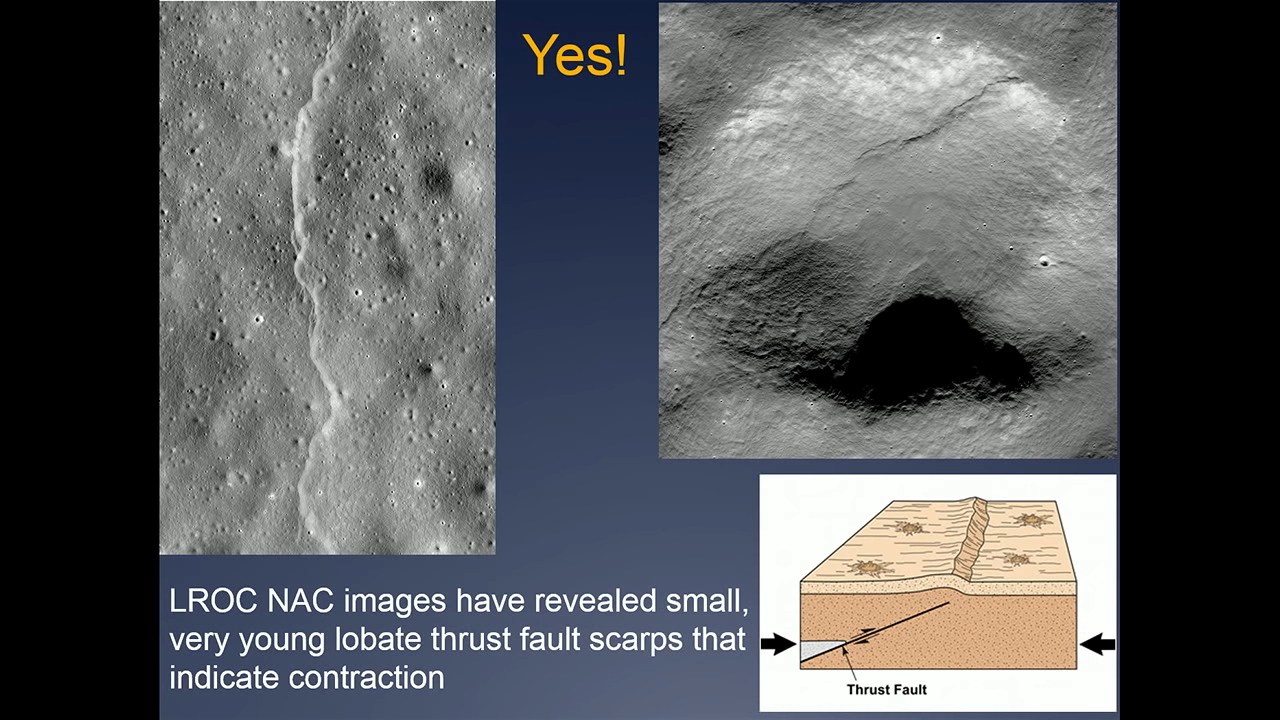 Yes!
LROC NAC images have revealed small,
very young lobate thrust fault scarps that
indicate contraction
Thrust Fault